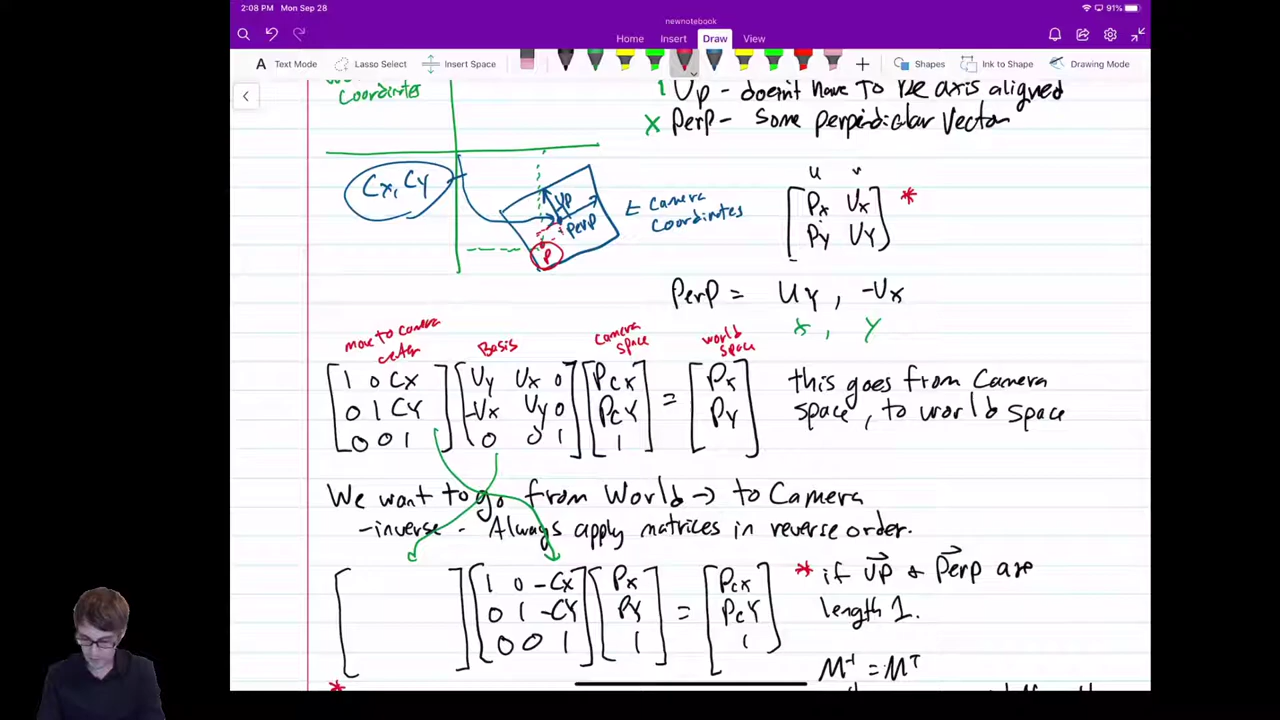 2:08 PM Mon Sep 28
91%
newnotebook
Home Insert Draw View
Text Mode Lasso Select Insert Space Shapes Ink to Shape Drawing Mode
Coordinates
Up - doesn't have to be axis aligned
x Perp - Some perpendicular Vector
Cx, Cy
Up
Perp
P
← Camera
Coordinates
u v
Px Ux *
Py Uy
Perp = Uy, -Ux
x, y
move to camera
center
Basis
camera
space
world
space
1 0 Cx Uy Ux 0 Pcx Px
0 1 Cy -Ux Uy 0 Pcy = Py
0 0 1 0 0 1 1
this goes from Camera
space, to world space
We want to go from World → to Camera
-inverse - Always apply matrices in reverse order.
1 0 -Cx Px Pcx
0 1 -Cy Py = Pcy
0 0 1 1 1
* if Up & Perp are
length 1.
M⁻¹ = Mᵀ
*